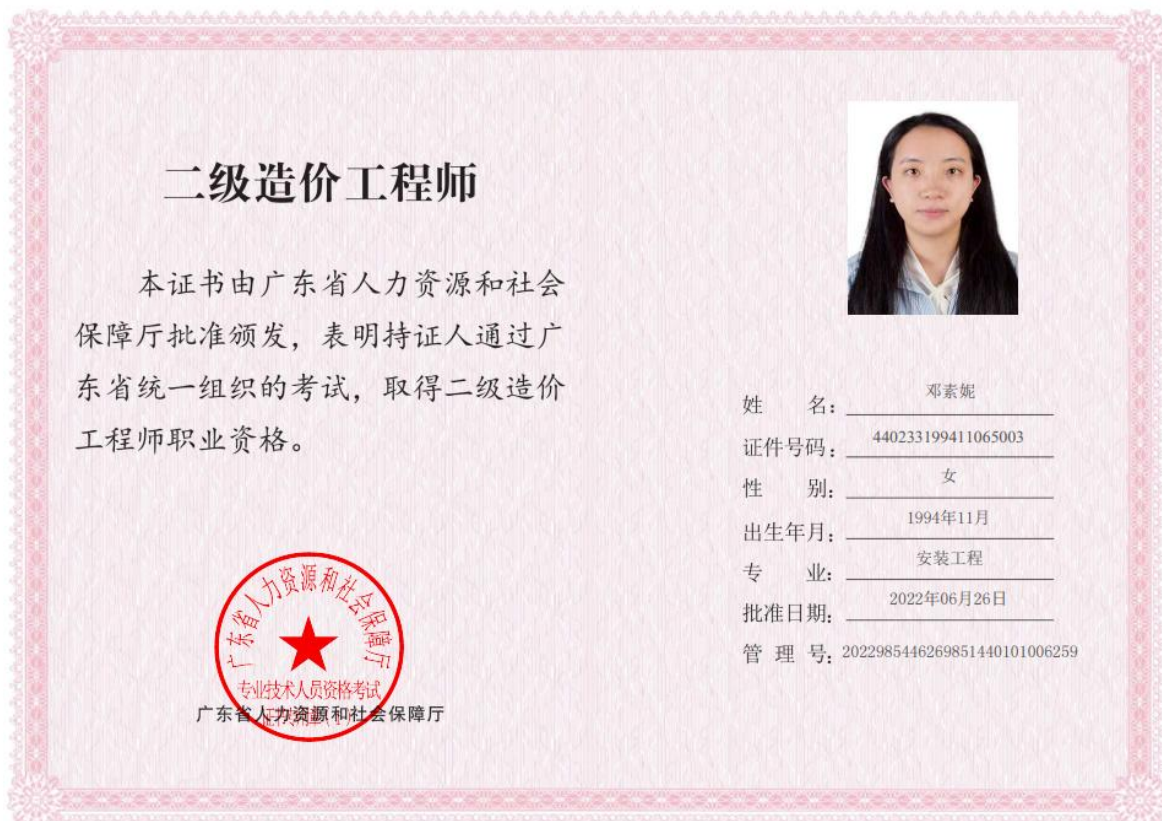 二级造价工程师
本证书由广东省人力资源和社会
保障厅批准颁发，表明持证人通过广
东省统一组织的考试，取得二级造价
工程师职业资格。
姓　　名：邓素妮
证件号码：440233199411065003
性　　别：女
出生年月：1994年11月
专　　业：安装工程
批准日期：2022年06月26日
管 理 号：2022985446269851440101006259
广东省人力资源和社会保障厅
专业技术人员资格考试
广东省人力资源和社会保障厅